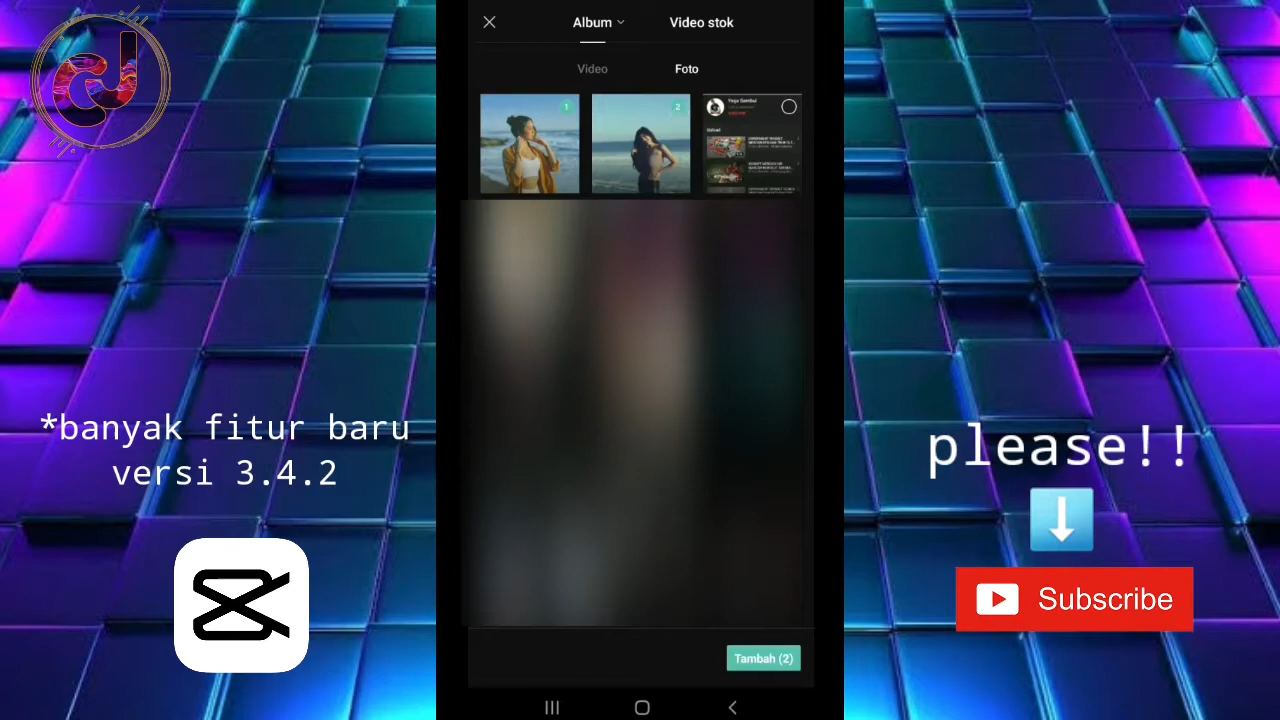 Album
Video stok
Video
Foto
1
2
*banyak fitur baru
versi 3.4.2
please!!
Subscribe
Tambah (2)